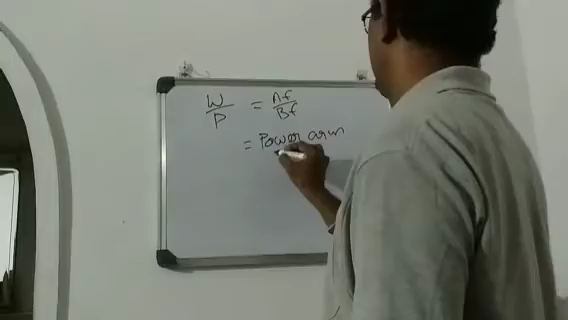 W/P = Af/Bf
= Power arm